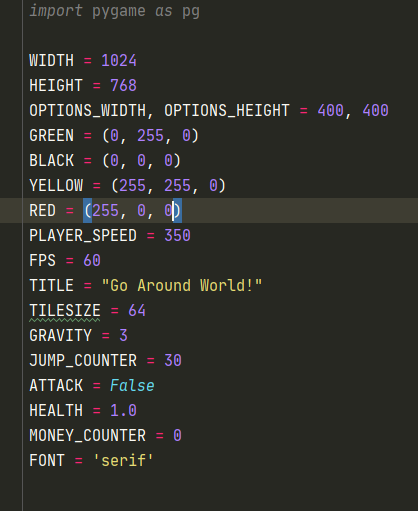 import pygame as pg
WIDTH = 1024
HEIGHT = 768
OPTIONS_WIDTH, OPTIONS_HEIGHT = 400, 400
GREEN = (0, 255, 0)
BLACK = (0, 0, 0)
YELLOW = (255, 255, 0)
RED = (255, 0, 0)
PLAYER_SPEED = 350
FPS = 60
TITLE = "Go Around World!"
TILESIZE = 64
GRAVITY = 3
JUMP_COUNTER = 30
ATTACK = False
HEALTH = 1.0
MONEY_COUNTER = 0
FONT = 'serif'